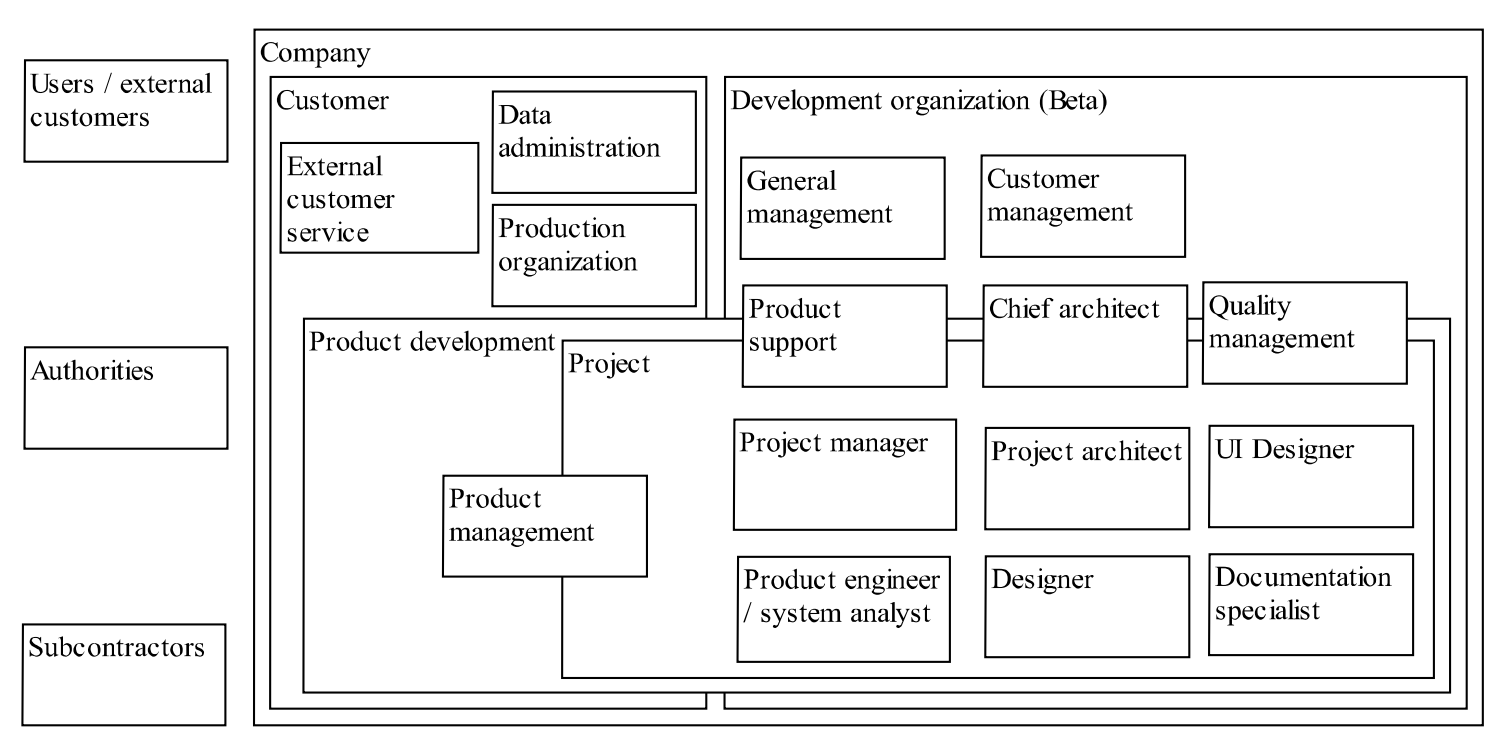 Company
Users / external
customers
Authorities
Subcontractors
Customer
External
customer
service
Data
administration
Production
organization
Development organization (Beta)
General
management
Customer
management
Product development
Project
Product
support
Chief architect
Quality
management
Product
management
Project manager
Project architect
UI Designer
Product engineer
/ system analyst
Designer
Documentation
specialist